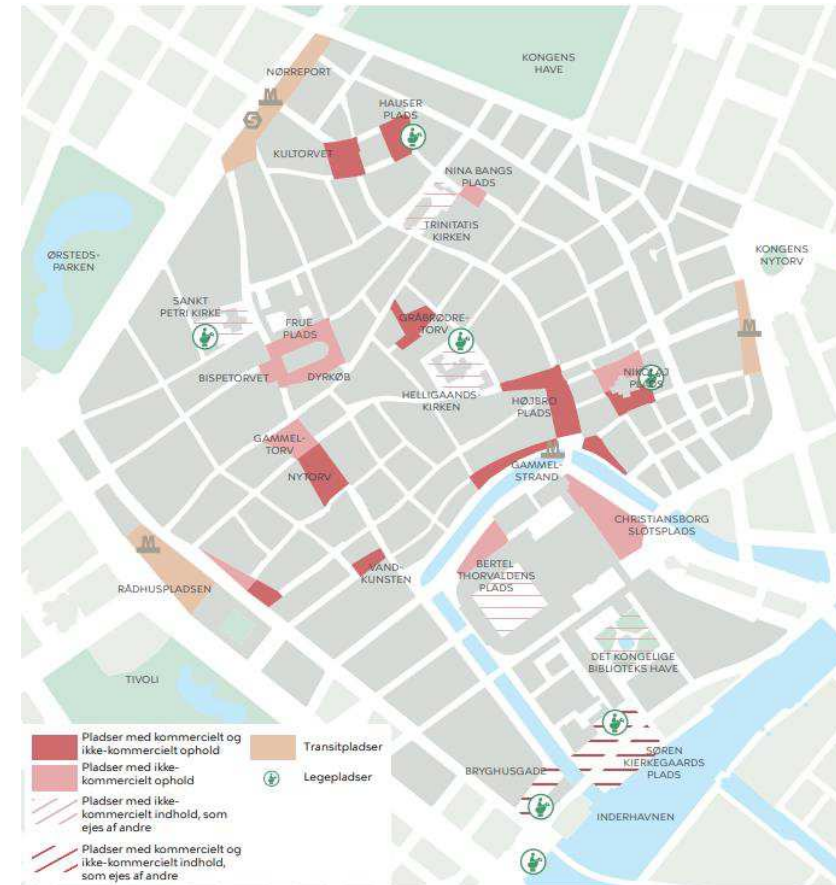 NØRREPORT
KONGENS
HAVE
M
S
HAUSER
PLADS
KULTORVET
NINA BANGS
PLADS
TRINITATIS
KIRKEN
ØRSTEDS-
PARKEN
KONGENS
NYTORV
SANKT
PETRI KIRKE
FRUE
PLADS
GRÅBRØDRE-
TORV
M
BISPETORVET
DYRKØB
HELLIGAANDS-
KIRKEN
NIKOLAJ
PLADS
HØJBRO
PLADS
GAMMEL-
TORV
NYTORV
M
GAMMEL-
STRAND
CHRISTIANSBORG
SLOTSPLADS
M
RÅDHUSPLADSEN
VAND-
KUNSTEN
BERTEL
THORVALDENS
PLADS
DET KONGELIGE
BIBLIOTEKS HAVE
TIVOLI
SØREN
KIERKEGAARDS
PLADS
BRYGHUSGADE
INDERHAVNEN
Pladser med kommercielt og
ikke-kommercielt ophold
Pladser med ikke-
kommercielt ophold
Pladser med ikke-
kommercielt indhold, som
ejes af andre
Pladser med kommercielt og
ikke-kommercielt indhold,
som ejes af andre
Transitpladser
Legepladser